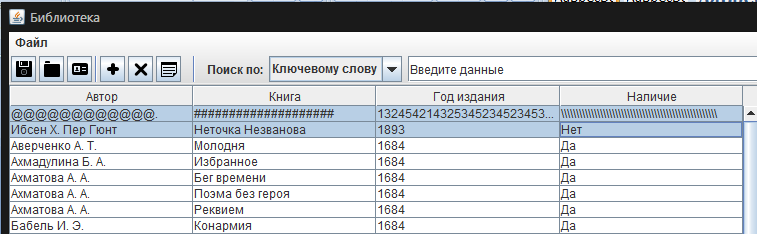 Библиотека
Файл
Поиск по: Ключевому слову Введите данные
Автор Книга Год издания Наличие
@@@@@@@@@@@@@. ####################
Ибсен Х. Пер Гюнт Неточка Незванова 1893 Нет
Аверченко А. Т. Молодня 1684 Да
Ахмадулина Б. А. Избранное 1684 Да
Ахматова А. А. Бег времени 1684 Да
Ахматова А. А. Поэма без героя 1684 Да
Ахматова А. А. Реквием 1684 Да
Бабель И. Э. Конармия 1684 Да